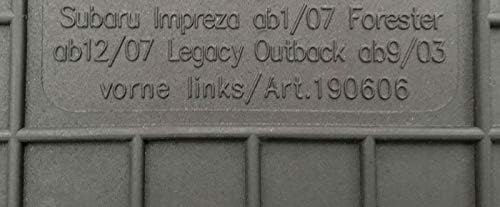 Subaru Impreza ab1/07 Forester
ab12/07 Legacy Outback ab9/03
vorne links/Art.190606